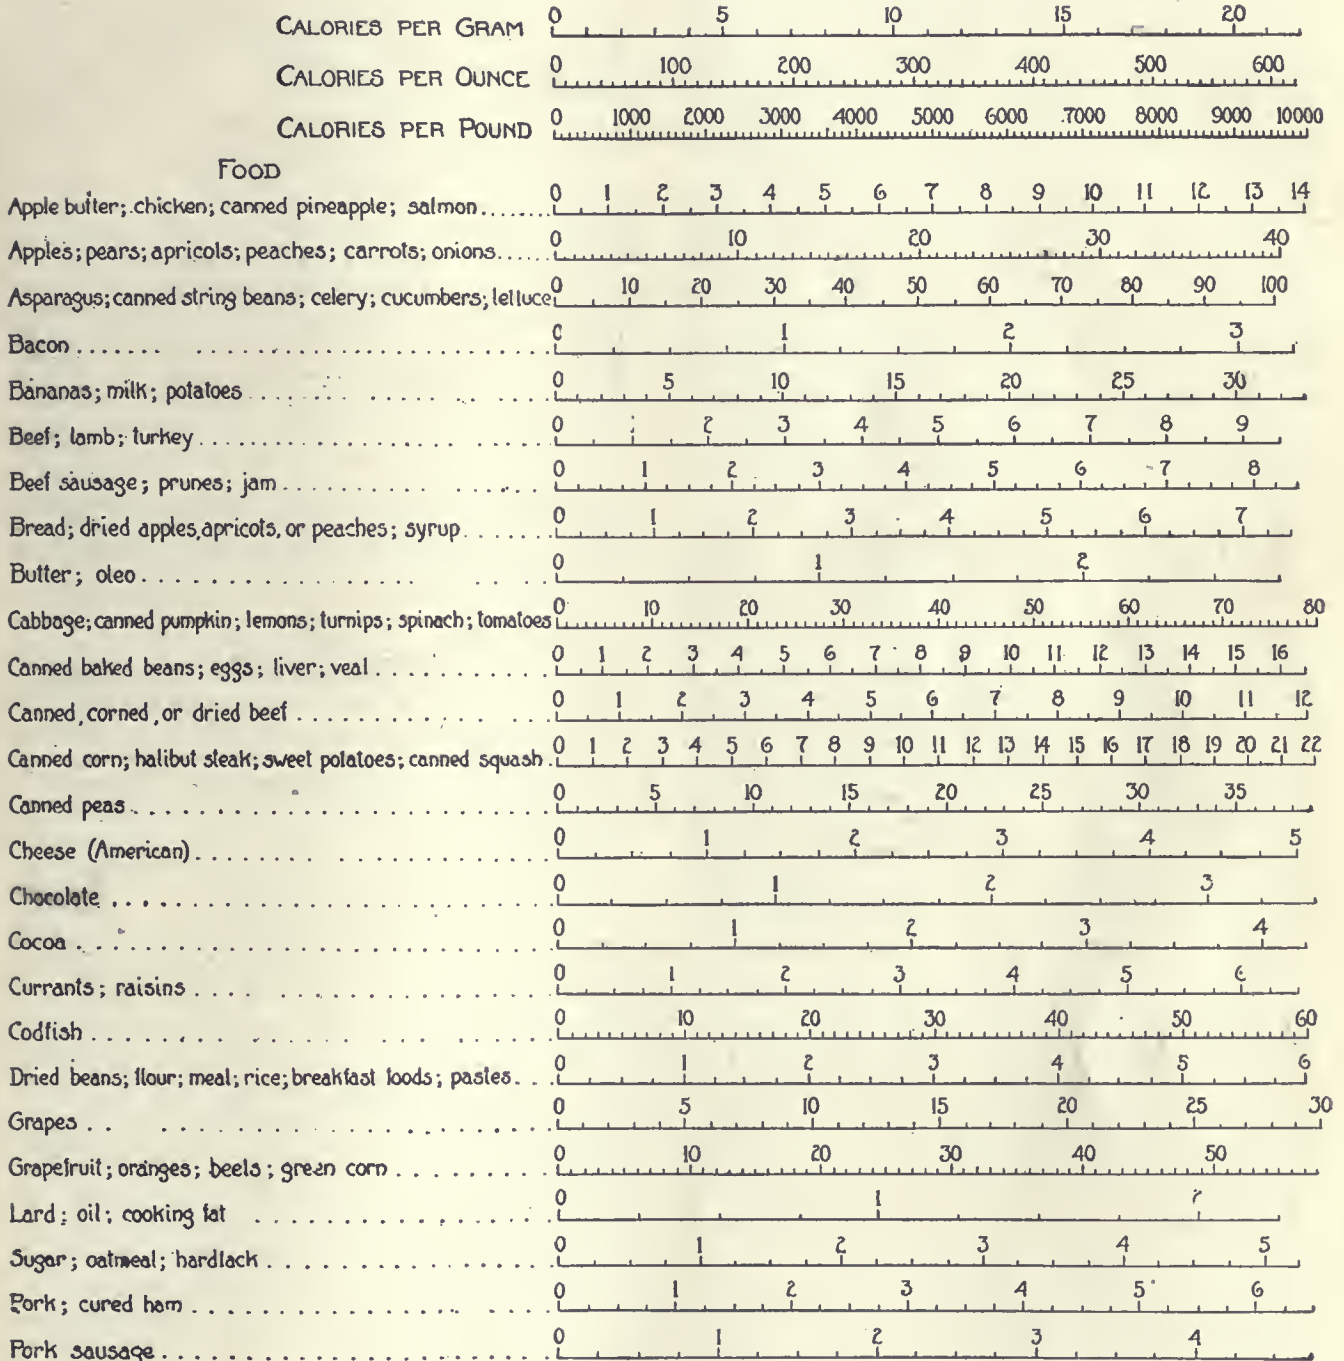 CALORIES PER GRAM 0 5 10 15 20
CALORIES PER OUNCE 0 100 200 300 400 500 600
CALORIES PER POUND 0 1000 2000 3000 4000 5000 6000 7000 8000 9000 10000
FOOD
Apple butter; chicken; canned pineapple; salmon 0 1 2 3 4 5 6 7 8 9 10 11 12 13 14
Apples; pears; apricots; peaches; carrots; onions 0 10 20 30 40
Asparagus; canned string beans; celery; cucumbers; lettuce 0 10 20 30 40 50 60 70 80 90 100
Bacon 0 1 2 3
Bananas; milk; potatoes 0 5 10 15 20 25 30
Beef; lamb; turkey 0 1 2 3 4 5 6 7 8 9
Beef sausage; prunes; jam 0 1 2 3 4 5 6 7 8
Bread; dried apples, apricots, or peaches; syrup 0 1 2 3 4 5 6 7
Butter; oleo 0 1 2
Cabbage; canned pumpkin; lemons; turnips; spinach; tomatoes 0 10 20 30 40 50 60 70 80
Canned baked beans; eggs; liver; veal 0 1 2 3 4 5 6 7 8 9 10 11 12 13 14 15 16
Canned, corned, or dried beef 0 1 2 3 4 5 6 7 8 9 10 11 12
Canned corn; halibut steak; sweet potatoes; canned squash 0 1 2 3 4 5 6 7 8 9 10 11 12 13 14 15 16 17 18 19 20 21 22
Canned peas 0 5 10 15 20 25 30 35
Cheese (American) 0 1 2 3 4 5
Chocolate 0 1 2 3
Cocoa 0 1 2 3 4
Currants; raisins 0 1 2 3 4 5 6
Codfish 0 10 20 30 40 50 60
Dried beans; flour; meal; rice; breakfast foods; pastes 0 1 2 3 4 5 6
Grapes 0 5 10 15 20 25 30
Grapefruit; oranges; beets; green corn 0 10 20 30 40 50
Lard; oil; cooking fat 0 1 2
Sugar; oatmeal; hardtack 0 1 2 3 4 5
Pork; cured ham 0 1 2 3 4 5 6
Pork sausage 0 1 2 3 4